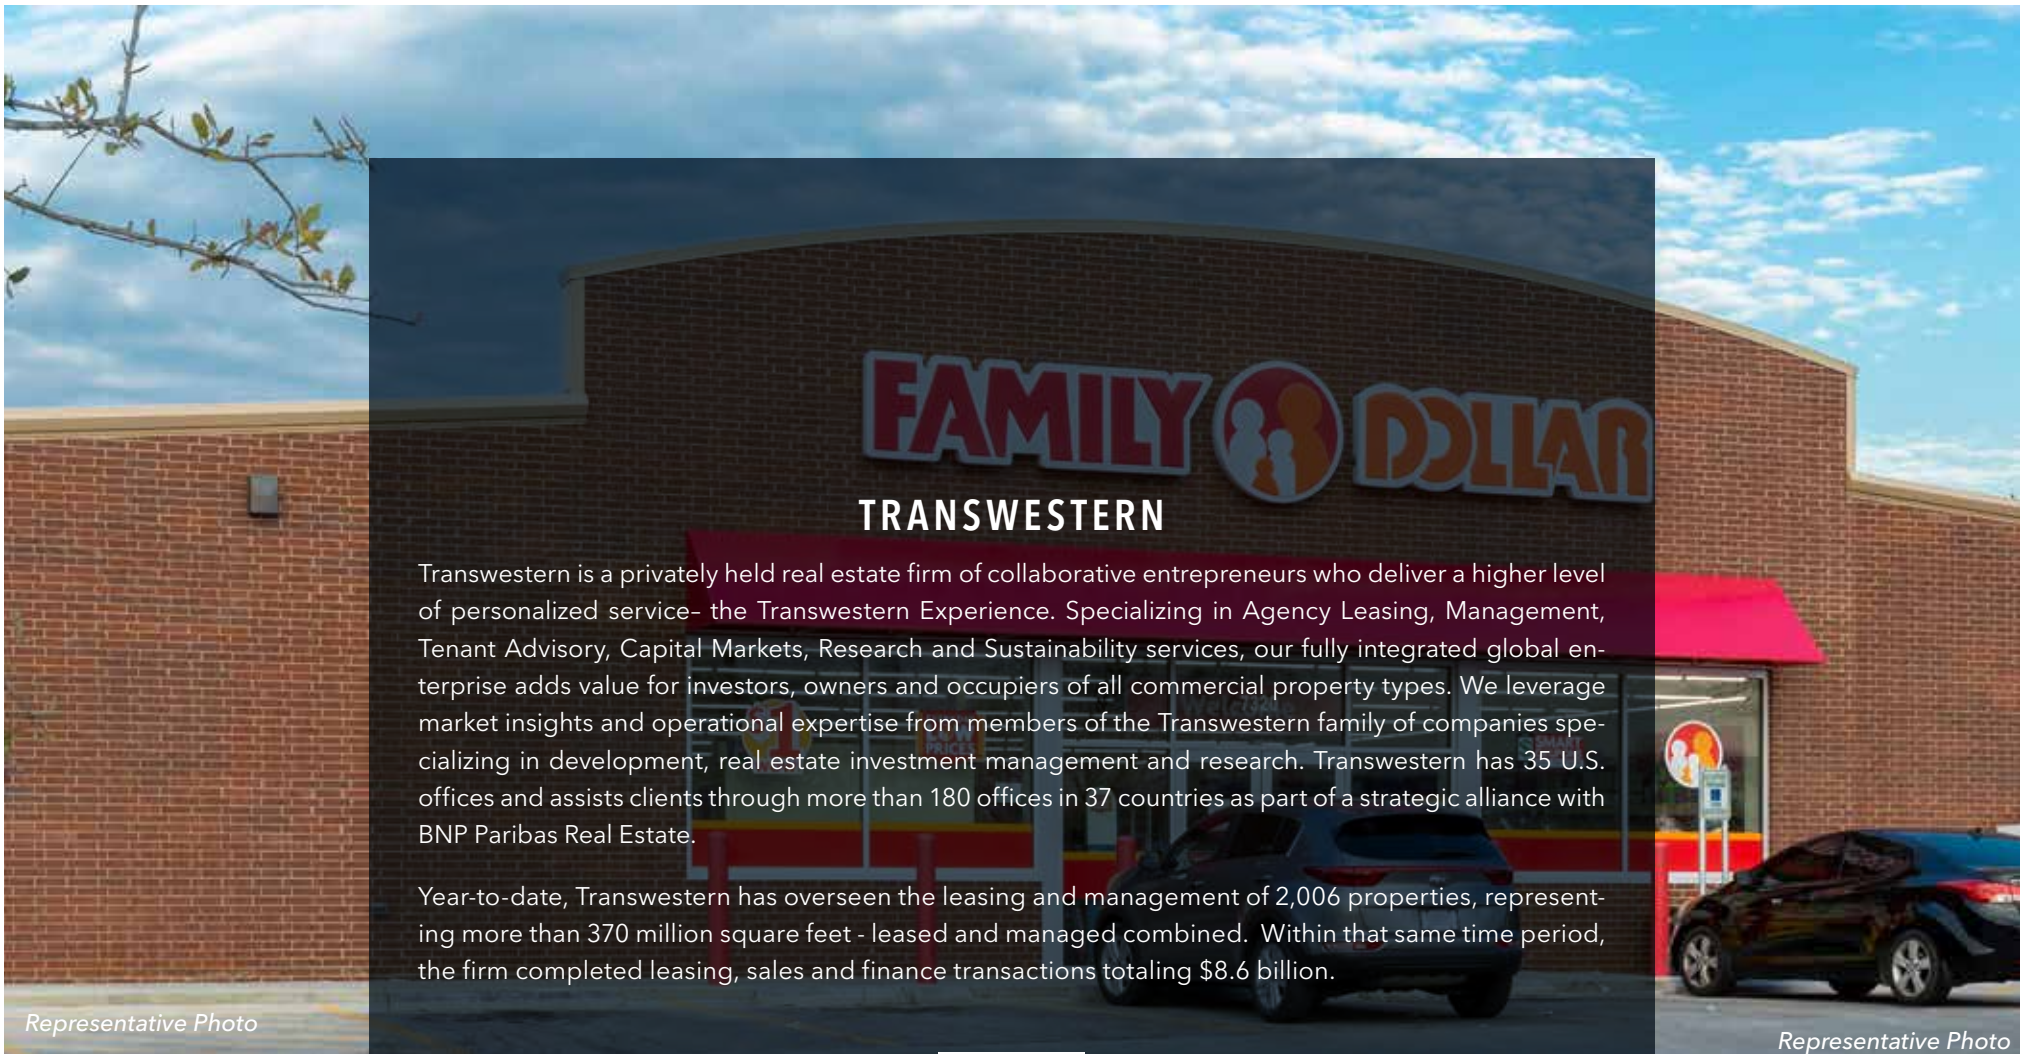 FAMILY DOLLAR
TRANSWESTERN
Transwestern is a privately held real estate firm of collaborative entrepreneurs who deliver a higher level
of personalized service– the Transwestern Experience. Specializing in Agency Leasing, Management,
Tenant Advisory, Capital Markets, Research and Sustainability services, our fully integrated global en-
terprise adds value for investors, owners and occupiers of all commercial property types. We leverage
market insights and operational expertise from members of the Transwestern family of companies spe-
cializing in development, real estate investment management and research. Transwestern has 35 U.S.
offices and assists clients through more than 180 offices in 37 countries as part of a strategic alliance with
BNP Paribas Real Estate.
Year-to-date, Transwestern has overseen the leasing and management of 2,006 properties, represent-
ing more than 370 million square feet - leased and managed combined.  Within that same time period,
the firm completed leasing, sales and finance transactions totaling $8.6 billion.
$1
LOW
PRICES
SMART
Representative Photo
Representative Photo